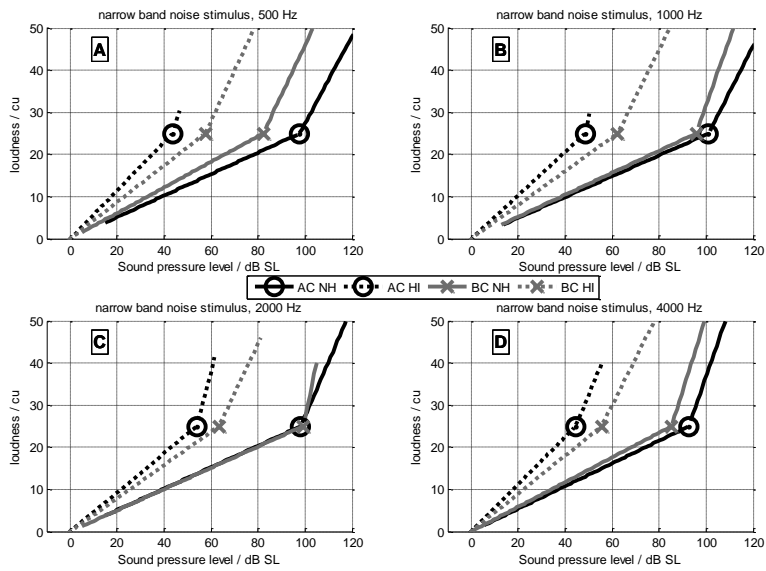 narrow band noise stimulus, 500 Hz
narrow band noise stimulus, 1000 Hz
50
40
30
20
10
0
loudness / cu
A
0 20 40 60 80 100 120
Sound pressure level / dB SL
50
40
30
20
10
0
loudness / cu
B
0 20 40 60 80 100 120
Sound pressure level / dB SL
AC NH AC HI BC NH BC HI
narrow band noise stimulus, 2000 Hz
narrow band noise stimulus, 4000 Hz
50
40
30
20
10
0
loudness / cu
C
0 20 40 60 80 100 120
Sound pressure level / dB SL
50
40
30
20
10
0
loudness / cu
D
0 20 40 60 80 100 120
Sound pressure level / dB SL